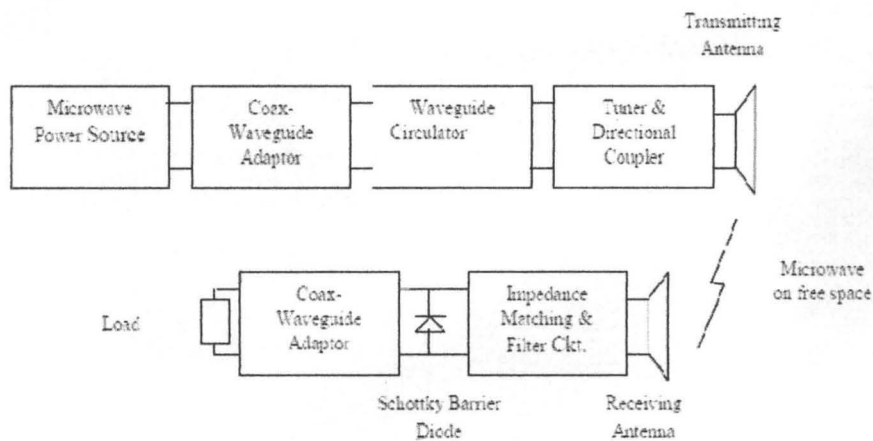 Transmitting
Antenna
Microwave
Power Source
Coax-
Waveguide
Adaptor
Waveguide
Circulator
Tuner &
Directional
Coupler
Microwave
on free space
Load
Coax-
Waveguide
Adaptor
Impedance
Matching &
Filter Ckt.
Schottky Barrier
Diode
Receiving
Antenna